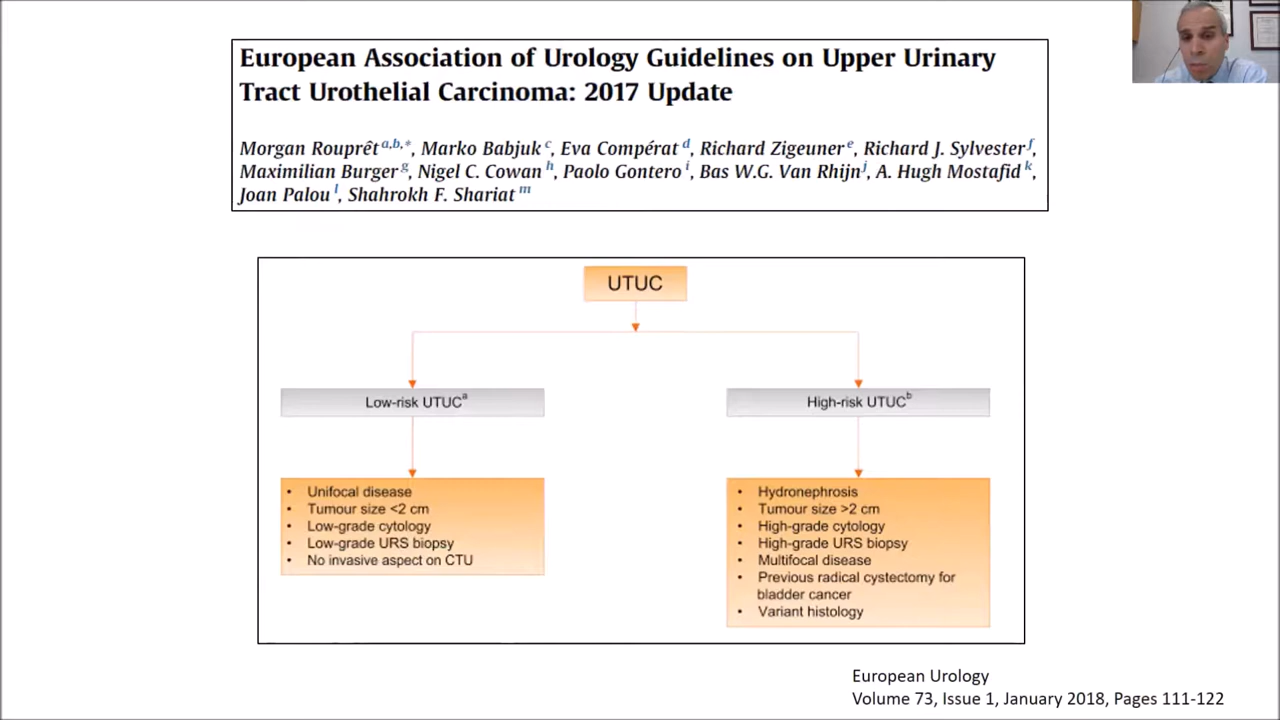 European Association of Urology Guidelines on Upper Urinary
Tract Urothelial Carcinoma: 2017 Update
Morgan Rouprêt a,b,*, Marko Babjuk c, Eva Compérat d, Richard Zigeuner e, Richard J. Sylvester f,
Maximilian Burger g, Nigel C. Cowan h, Paolo Gontero i, Bas W.G. Van Rhijn j, A. Hugh Mostafid k,
Joan Palou l, Shahrokh F. Shariat m
UTUC
Low-risk UTUC a
• Unifocal disease
• Tumour size <2 cm
• Low-grade cytology
• Low-grade URS biopsy
• No invasive aspect on CTU
High-risk UTUC b
• Hydronephrosis
• Tumour size >2 cm
• High-grade cytology
• High-grade URS biopsy
• Multifocal disease
• Previous radical cystectomy for
bladder cancer
• Variant histology
European Urology
Volume 73, Issue 1, January 2018, Pages 111-122